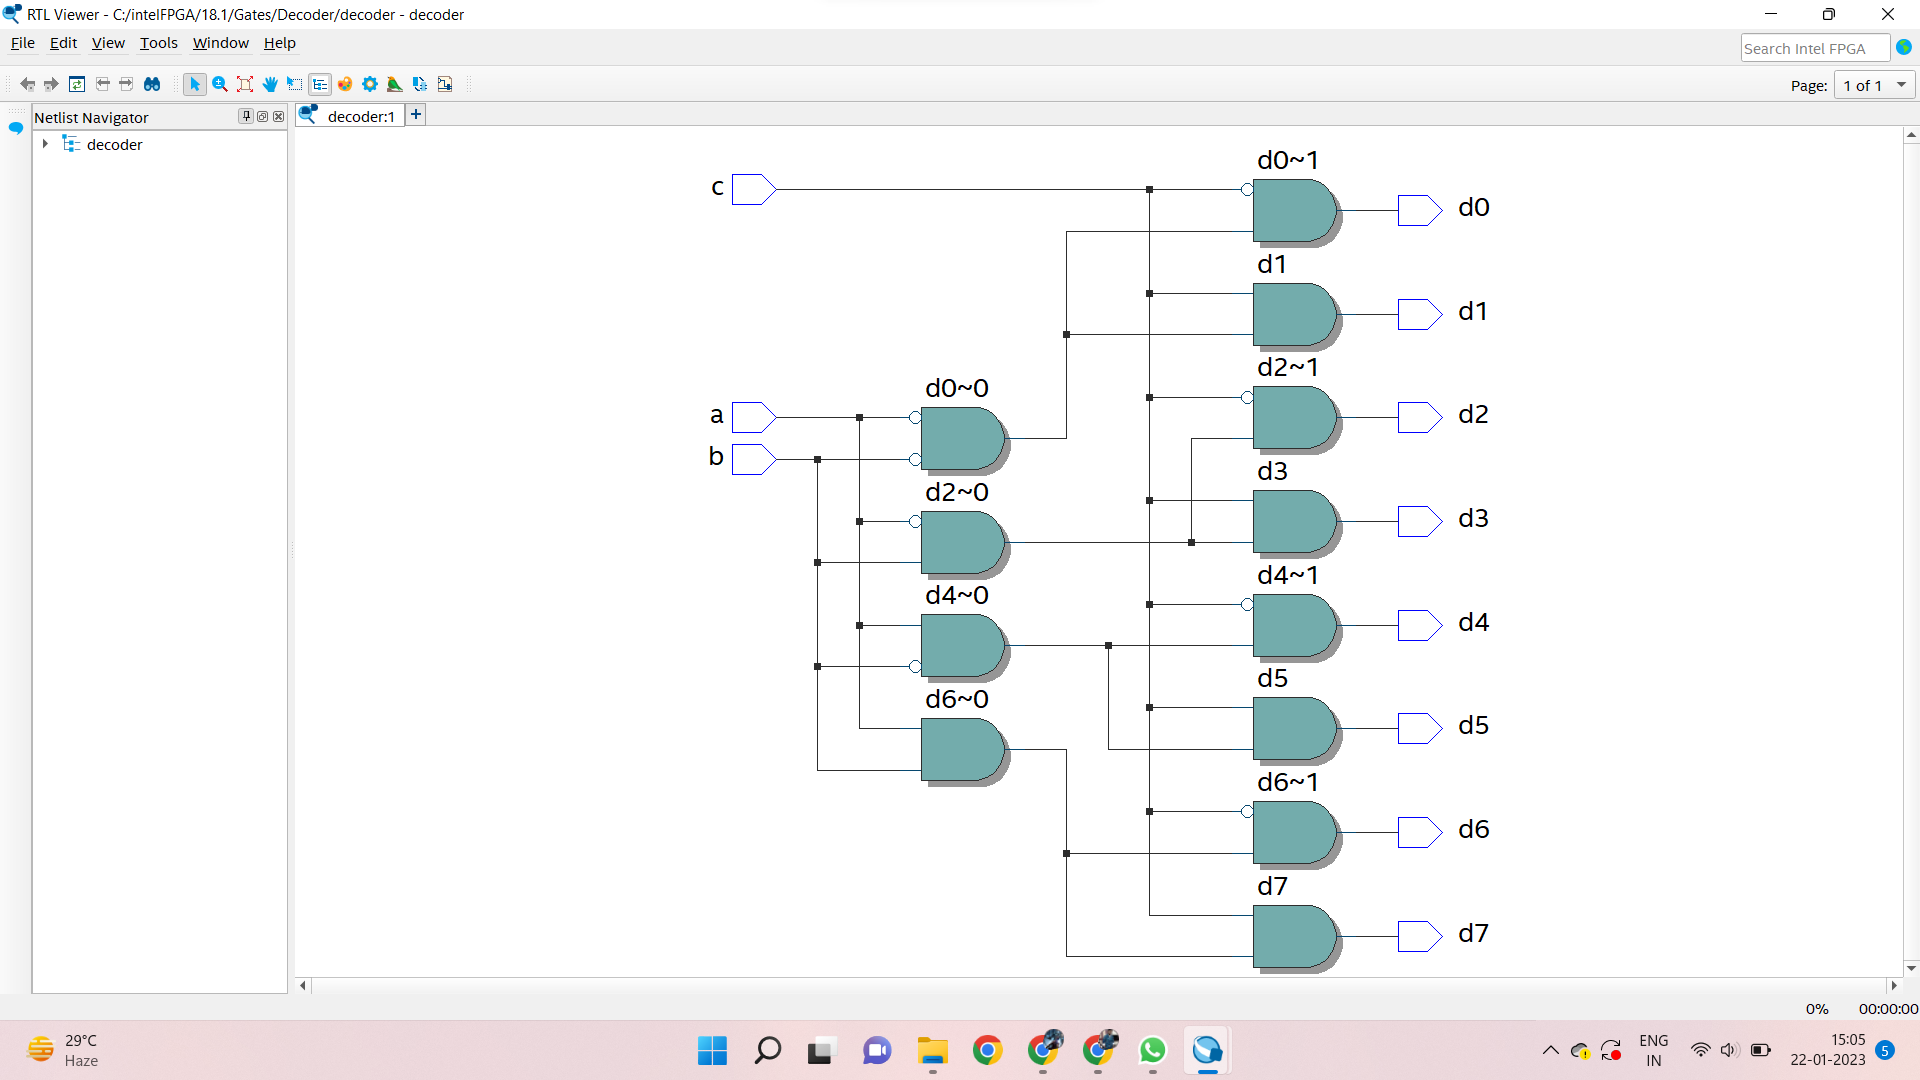 RTL Viewer - C:/intelFPGA/18.1/Gates/Decoder/decoder - decoder
File Edit View Tools Window Help
Search Intel FPGA
Page: 1 of 1
Netlist Navigator
decoder:1
decoder
c
d0~1
d0
d1
d1
d2~1
d2
a
b
d0~0
d3
d3
d2~0
d4~1
d4
d4~0
d5
d5
d6~0
d6~1
d6
d7
d7
0% 00:00:00
29°C
Haze
ENG
IN
15:05
22-01-2023
5